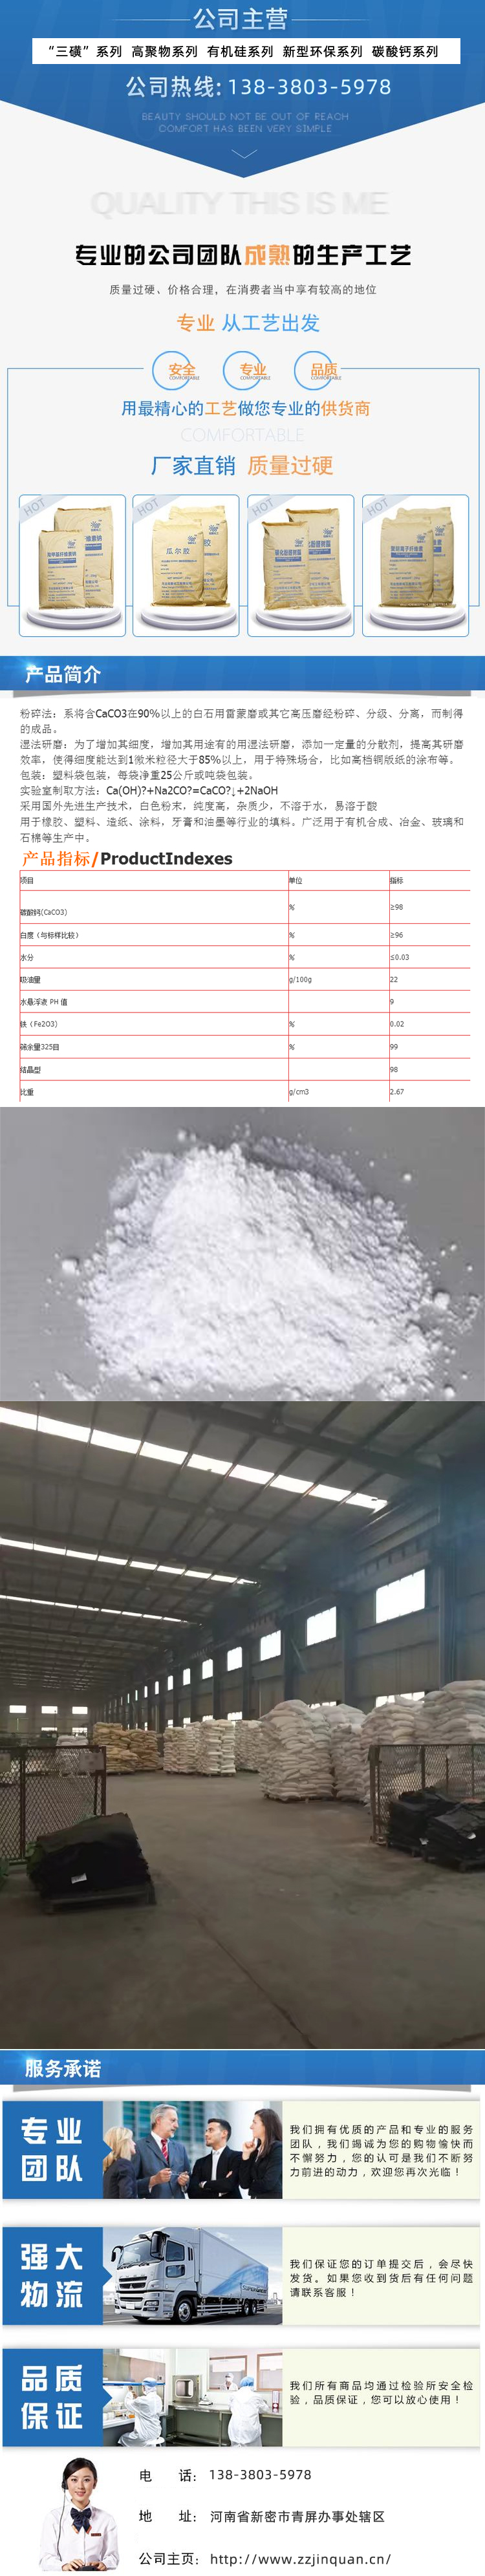 公司主营
“三磺”系列 高聚物系列 有机硅系列 新型环保系列 碳酸钙系列
公司热线: 138-3803-5978
BEAUTY SHOULD NOT BE OUT OF REACH
COMFORT HAS BEEN VERY SIMPLE
QUALITY THIS IS ME
专业的公司团队成熟的生产工艺
质量过硬、价格合理，在消费者当中享有较高的地位
专业 从工艺出发
安全 专业 品质
COMFORTABLE COMFORTABLE COMFORTABLE
用最精心的工艺做您专业的供货商
COMFORTABLE
厂家直销 质量过硬
HOT HOT HOT HOT
瓜尔胶
产品简介
粉碎法：系将含CaCO3在90%以上的白石用雷蒙磨或其它高压磨经粉碎、分级、分离，而制得
的成品。
湿法研磨：为了增加其细度，增加其用途有的用湿法研磨，添加一定量的分散剂，提高其研磨
效率，使得细度能达到1微米粒径大于85%以上，用于特殊场合，比如高档铜版纸的涂布等。
包装：塑料袋包装，每袋净重25公斤或吨袋包装。
实验室制取方法：Ca(OH)?+Na2CO?=CaCO?↓+2NaOH
采用国外先进生产技术，白色粉末，纯度高，杂质少，不溶于水，易溶于酸
用于橡胶、塑料、造纸、涂料，牙膏和油墨等行业的填料。广泛用于有机合成、冶金、玻璃和
石棉等生产中。
产品指标/ProductIndexes
项目 单位 指标
碳酸钙(CaCO3) % ≥98
白度（与标样比较） % ≥96
水分 % ≤0.03
吸油量 g/100g 22
水悬浮液 PH 值 9
铁（Fe2O3） % 0.02
筛余量325目 % 99
结晶型 98
比重 g/cm3 2.67
服务承诺
专业
团队
我们拥有优质的产品和专业的服务
团队，我们竭诚为您的购物愉快而
不懈努力，您的认可是我们不断努
力前进的动力，欢迎您再次光临！
强大
物流
我们保证您的订单提交后，会尽快
发货。如果您收到货后有任何问题
请联系客服！
品质
保证
我们所有商品均通过检验所安全检
验，品质保证，您可以放心使用！
电 话: 138-3803-5978
地 址: 河南省新密市青屏办事处辖区
公司主页: http://www.zzjinquan.cn/